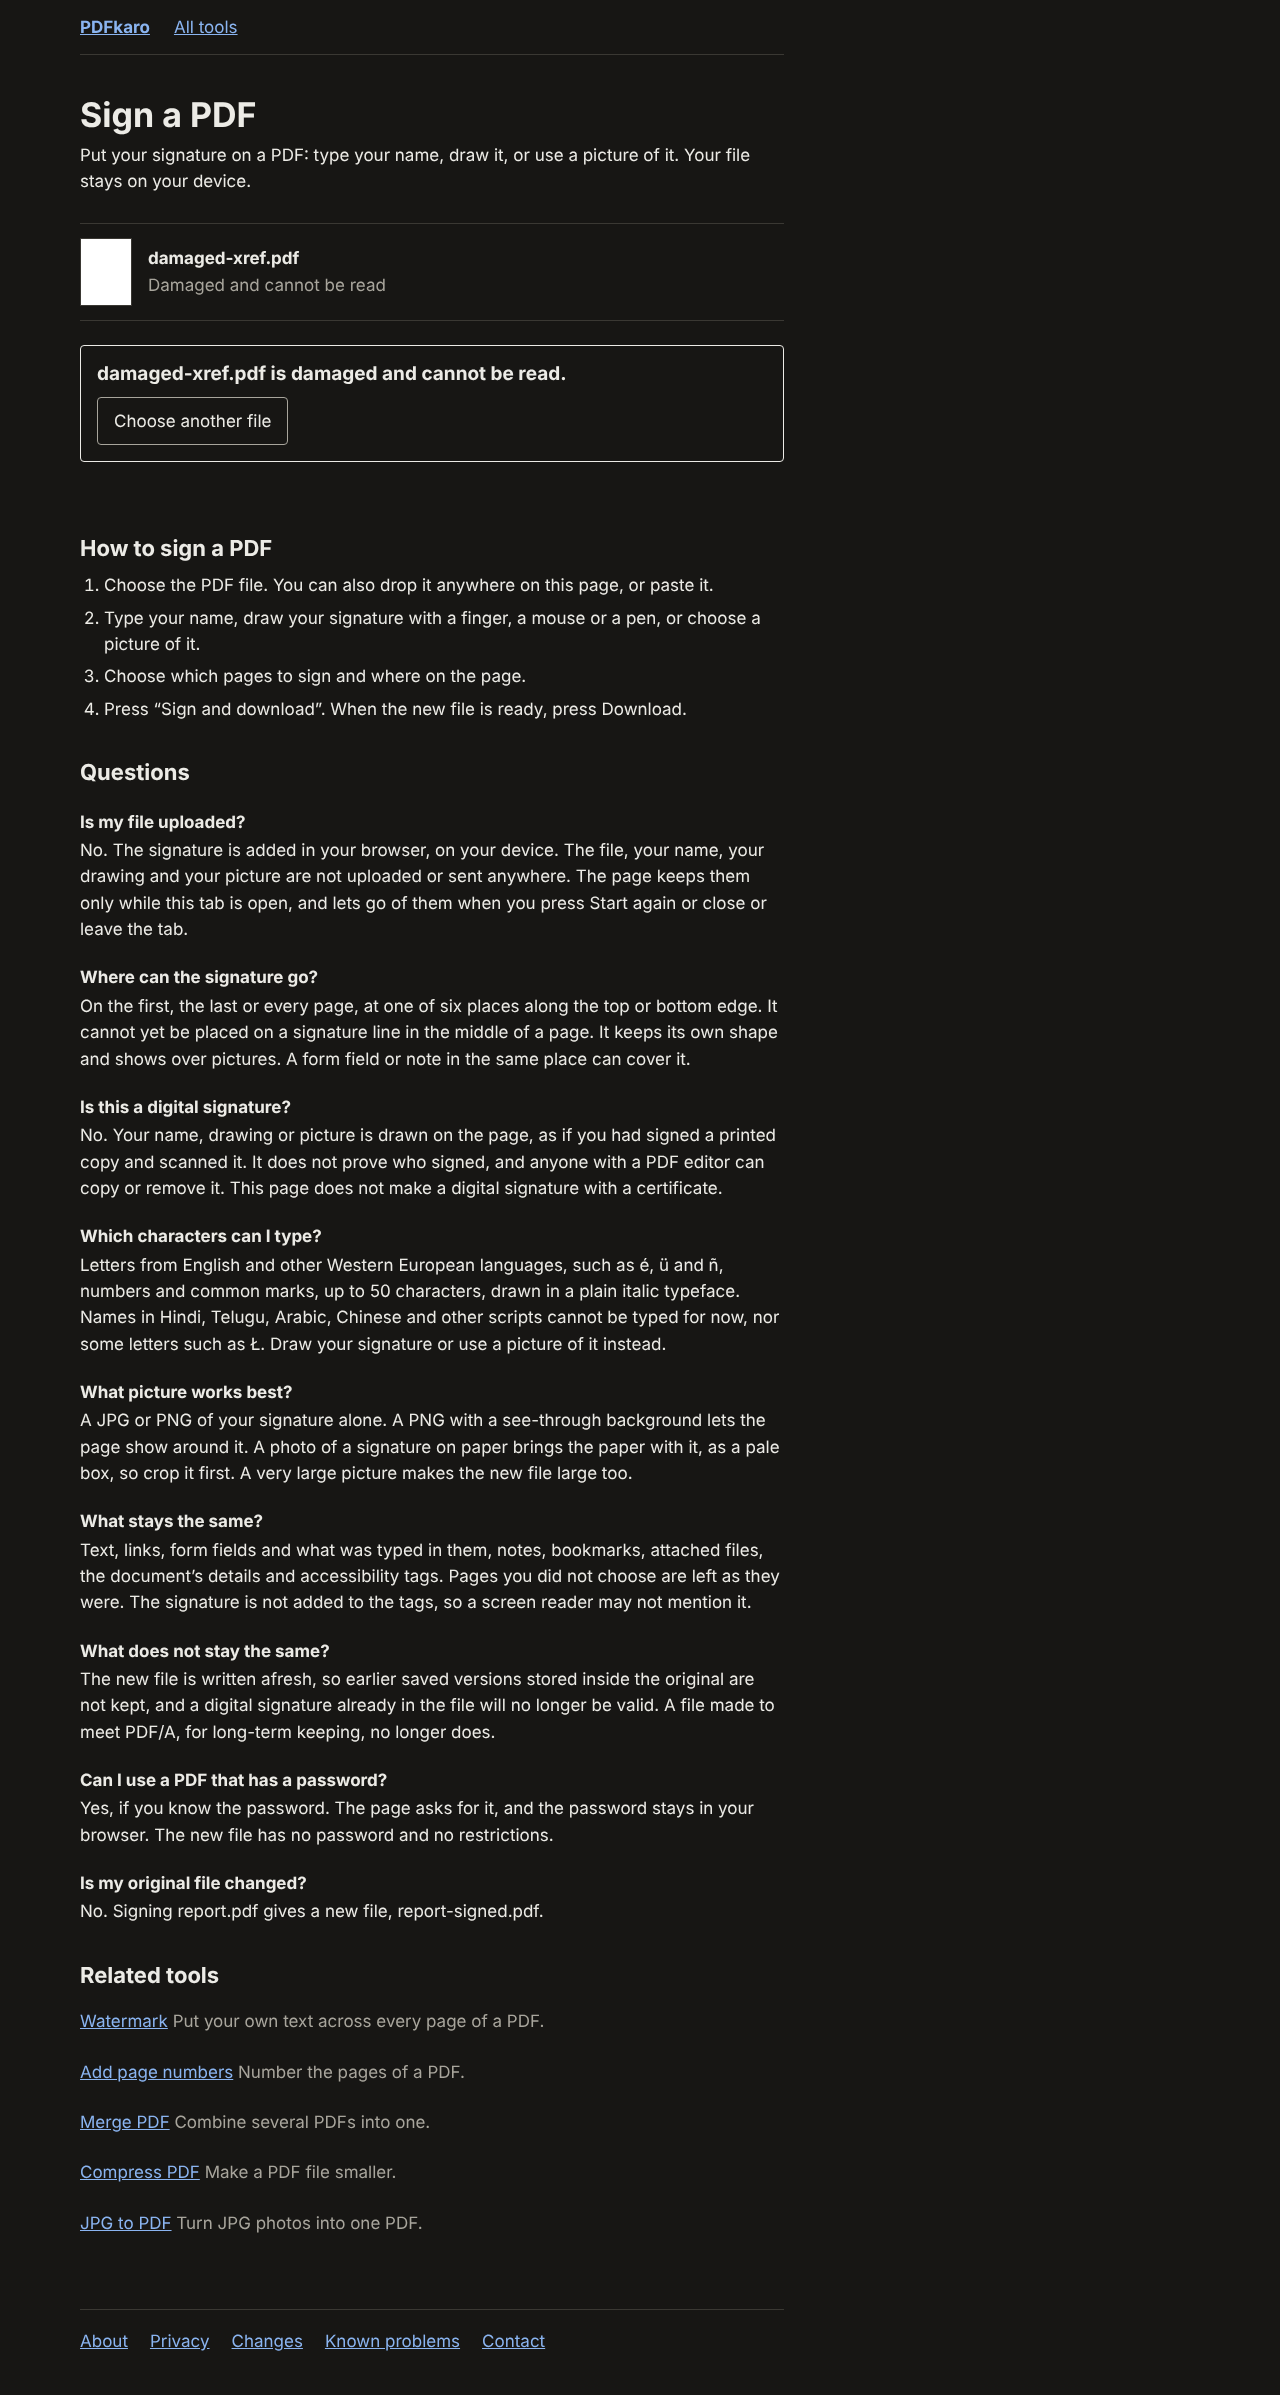 PDFkaro All tools
Sign a PDF
Put your signature on a PDF: type your name, draw it, or use a picture of it. Your file
stays on your device.
damaged-xref.pdf
Damaged and cannot be read
damaged-xref.pdf is damaged and cannot be read.
Choose another file
How to sign a PDF
1. Choose the PDF file. You can also drop it anywhere on this page, or paste it.
2. Type your name, draw your signature with a finger, a mouse or a pen, or choose a
picture of it.
3. Choose which pages to sign and where on the page.
4. Press “Sign and download”. When the new file is ready, press Download.
Questions
Is my file uploaded?
No. The signature is added in your browser, on your device. The file, your name, your
drawing and your picture are not uploaded or sent anywhere. The page keeps them
only while this tab is open, and lets go of them when you press Start again or close or
leave the tab.
Where can the signature go?
On the first, the last or every page, at one of six places along the top or bottom edge. It
cannot yet be placed on a signature line in the middle of a page. It keeps its own shape
and shows over pictures. A form field or note in the same place can cover it.
Is this a digital signature?
No. Your name, drawing or picture is drawn on the page, as if you had signed a printed
copy and scanned it. It does not prove who signed, and anyone with a PDF editor can
copy or remove it. This page does not make a digital signature with a certificate.
Which characters can I type?
Letters from English and other Western European languages, such as é, ü and ñ,
numbers and common marks, up to 50 characters, drawn in a plain italic typeface.
Names in Hindi, Telugu, Arabic, Chinese and other scripts cannot be typed for now, nor
some letters such as Ł. Draw your signature or use a picture of it instead.
What picture works best?
A JPG or PNG of your signature alone. A PNG with a see-through background lets the
page show around it. A photo of a signature on paper brings the paper with it, as a pale
box, so crop it first. A very large picture makes the new file large too.
What stays the same?
Text, links, form fields and what was typed in them, notes, bookmarks, attached files,
the document’s details and accessibility tags. Pages you did not choose are left as they
were. The signature is not added to the tags, so a screen reader may not mention it.
What does not stay the same?
The new file is written afresh, so earlier saved versions stored inside the original are
not kept, and a digital signature already in the file will no longer be valid. A file made to
meet PDF/A, for long-term keeping, no longer does.
Can I use a PDF that has a password?
Yes, if you know the password. The page asks for it, and the password stays in your
browser. The new file has no password and no restrictions.
Is my original file changed?
No. Signing report.pdf gives a new file, report-signed.pdf.
Related tools
Watermark Put your own text across every page of a PDF.
Add page numbers Number the pages of a PDF.
Merge PDF Combine several PDFs into one.
Compress PDF Make a PDF file smaller.
JPG to PDF Turn JPG photos into one PDF.
About Privacy Changes Known problems Contact